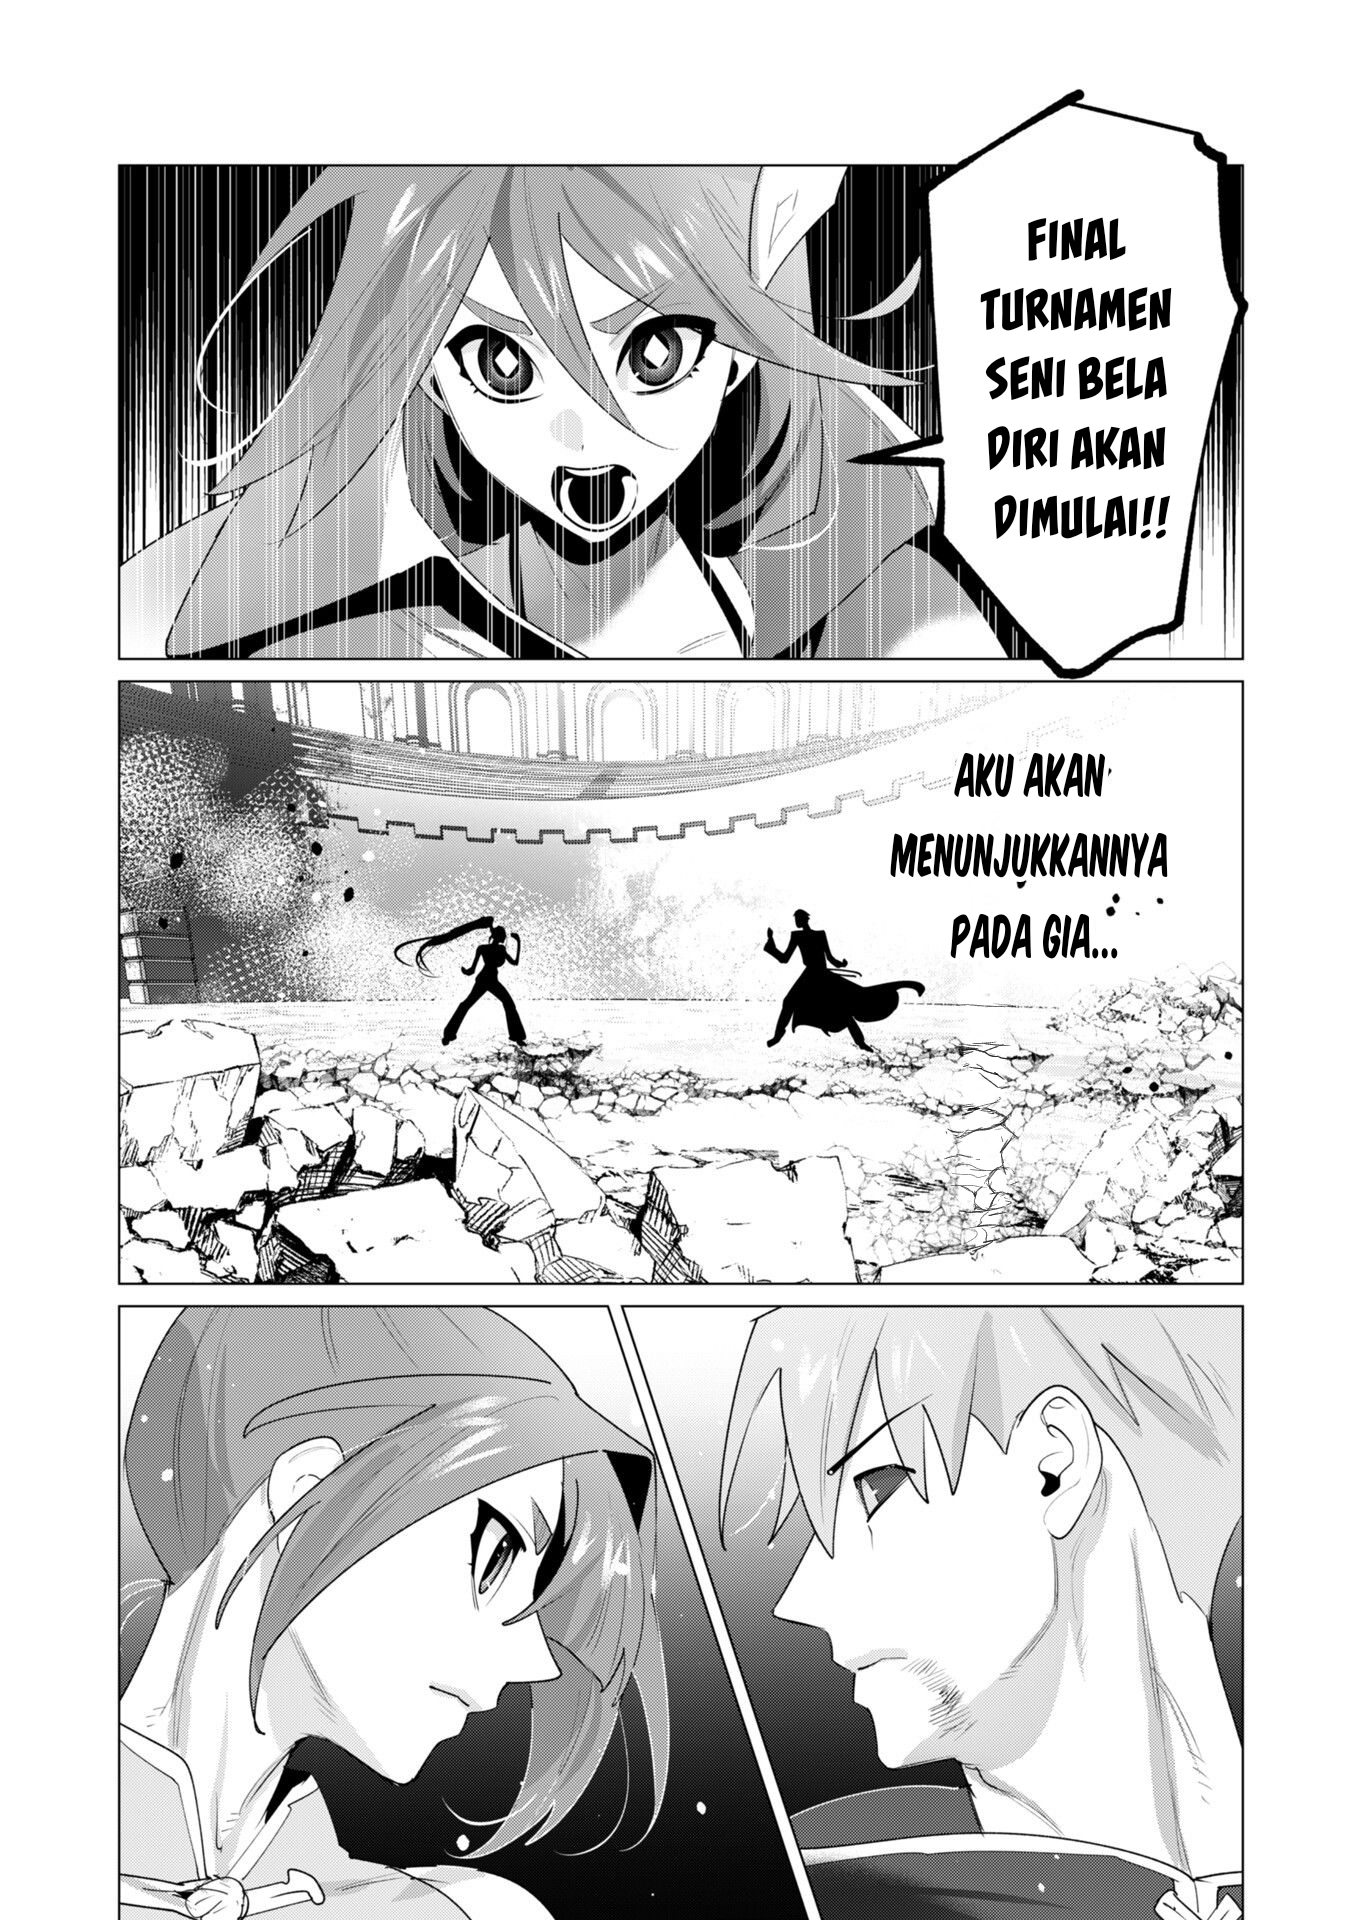 FINAL
TURNAMEN
SENI BELA
DIRI AKAN
DIMULAI!!
AKU AKAN
MENUNJUKKANNYA
PADA GIA...